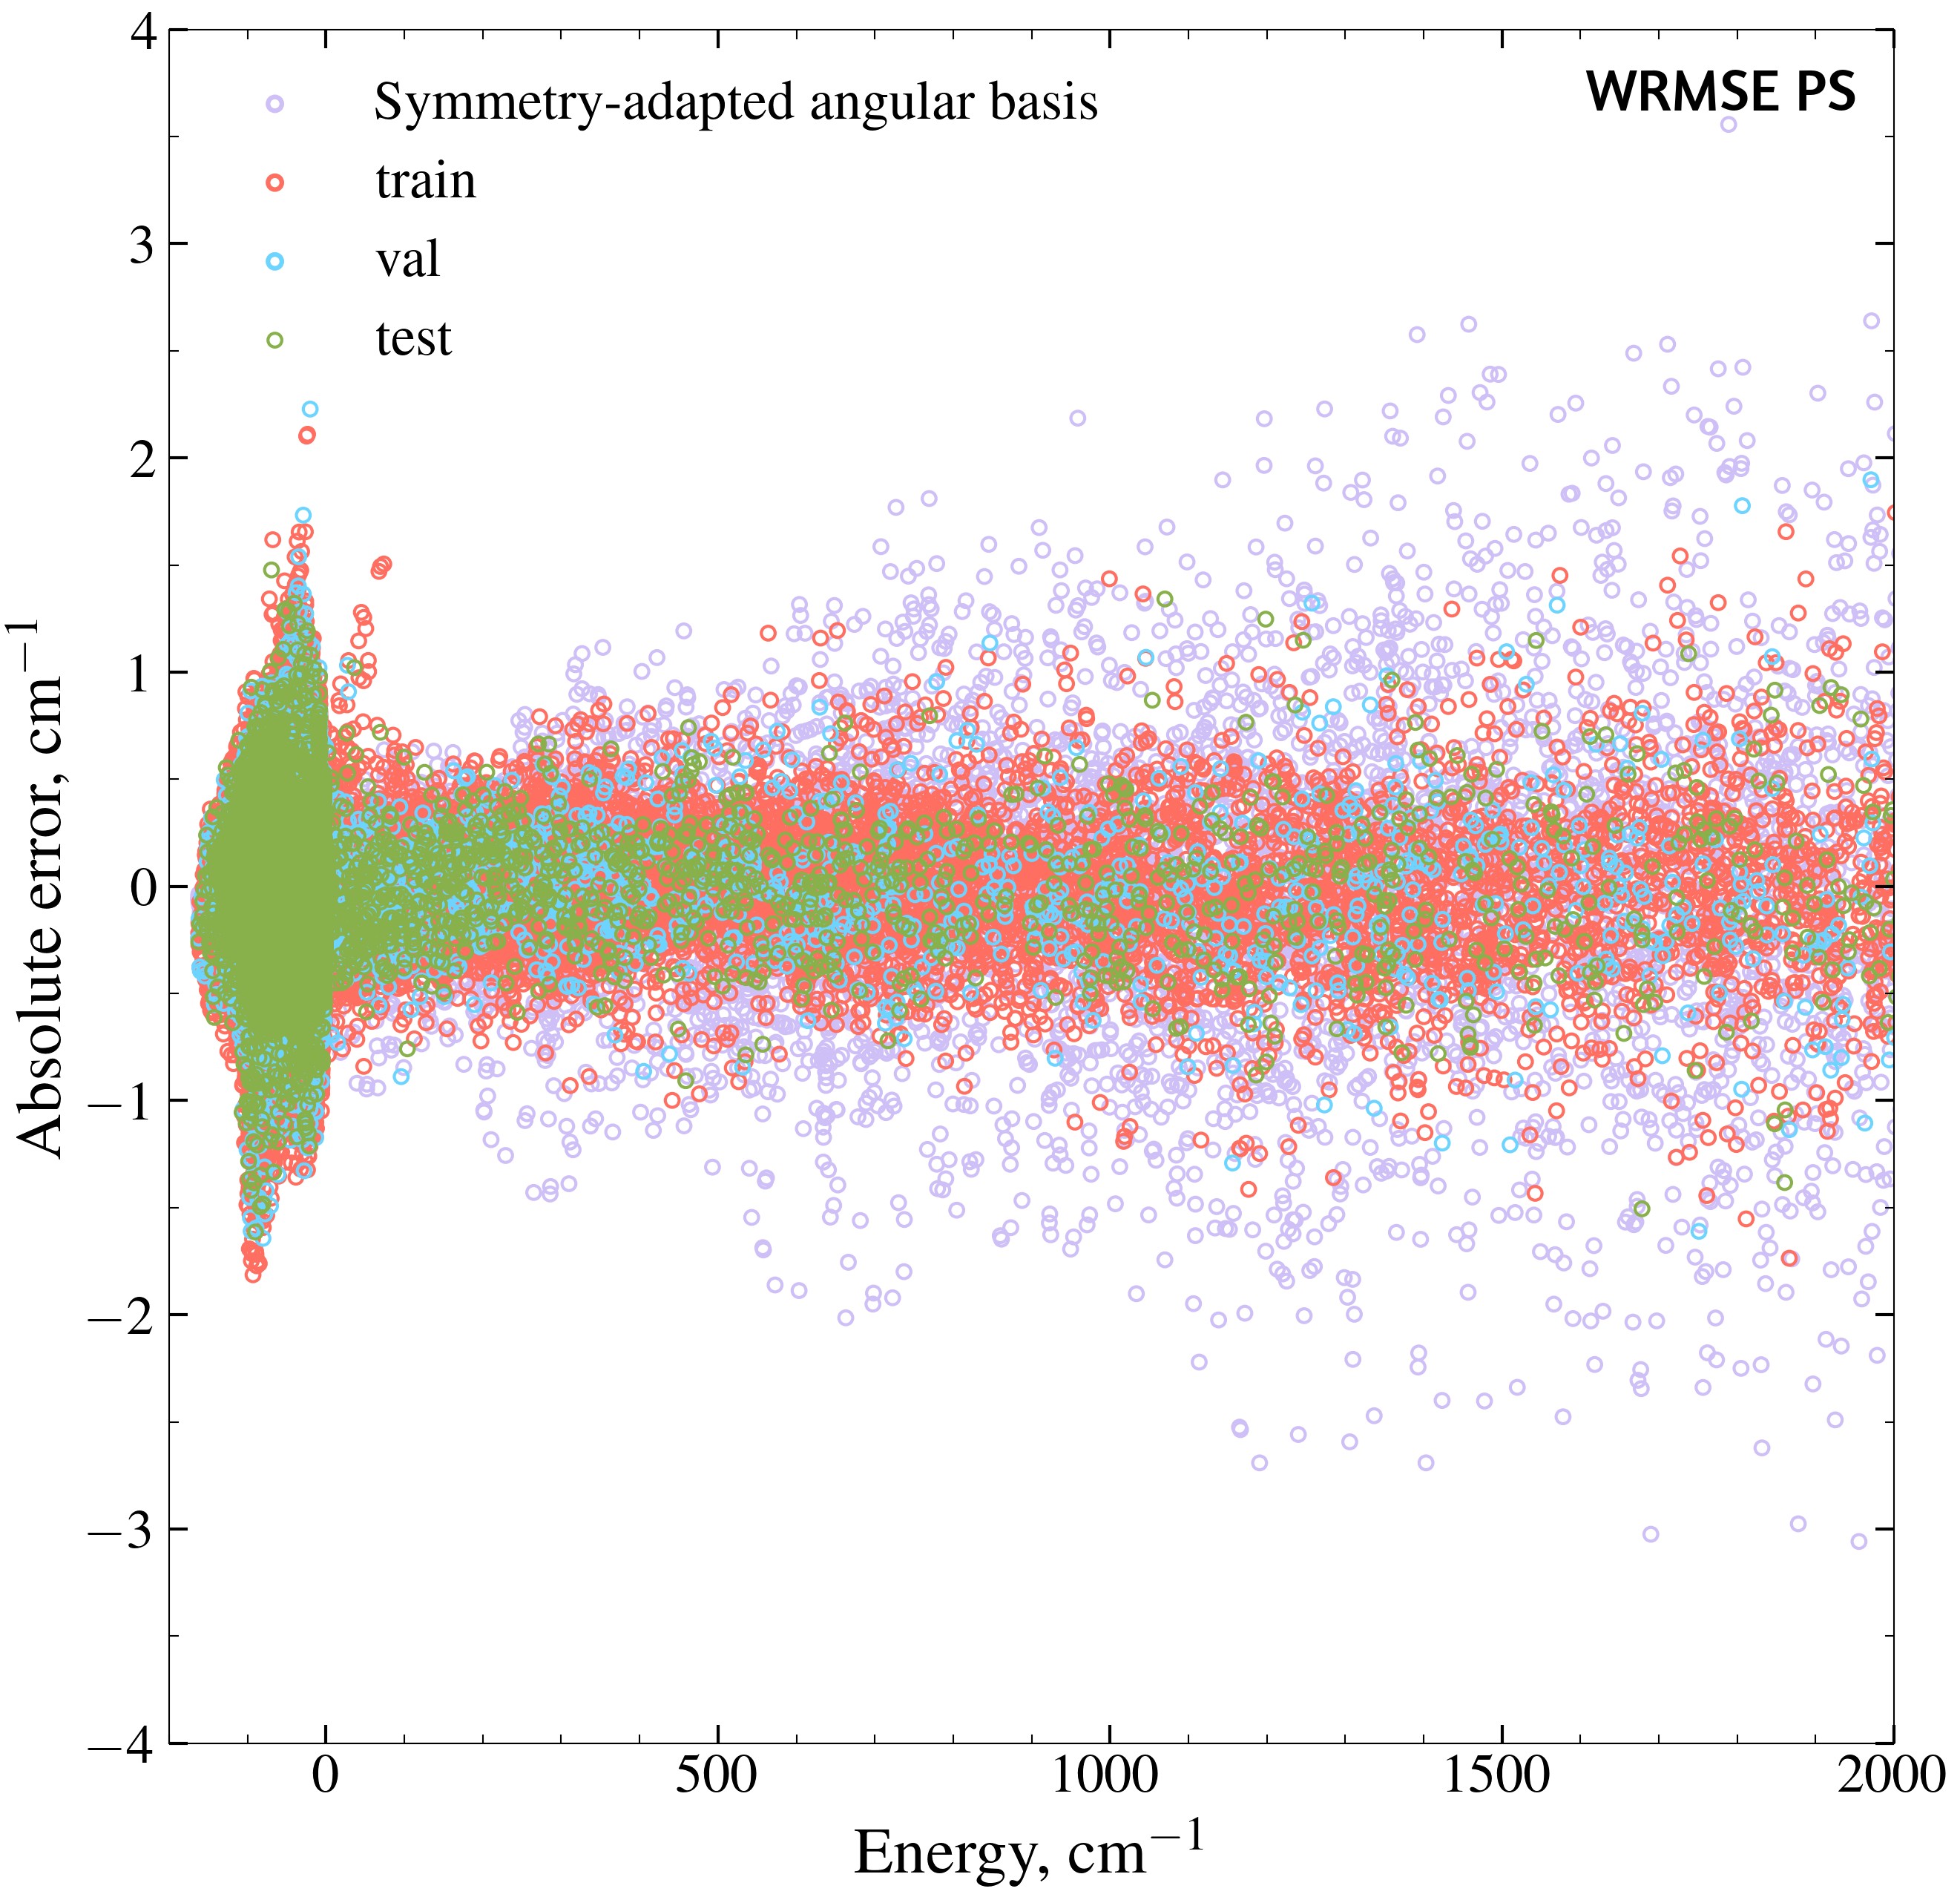 WRMSE PS
Symmetry-adapted angular basis
train
val
test
4
3
2
1
0
−1
−2
−3
−4
Absolute error, cm⁻¹
0 500 1000 1500 2000
Energy, cm⁻¹